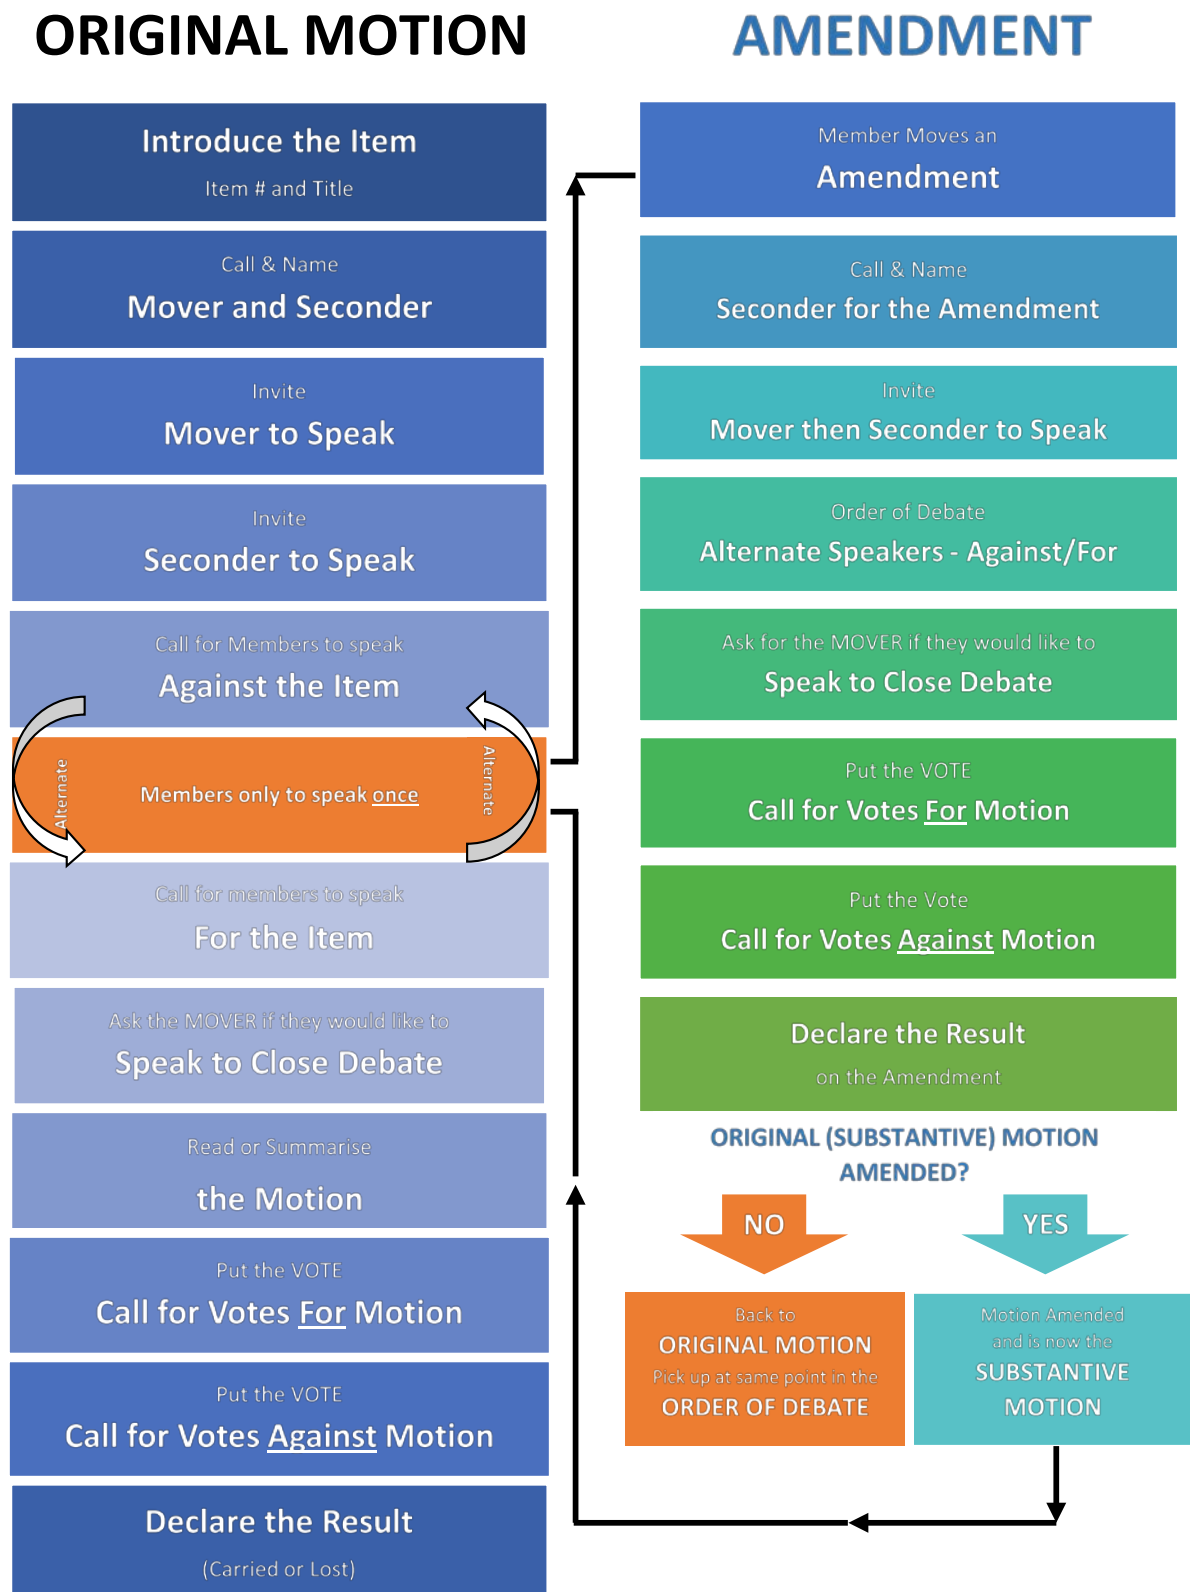 ORIGINAL MOTION
Introduce the Item
Item # and Title
Call & Name
Mover and Seconder
Invite
Mover to Speak
Invite
Seconder to Speak
Call for Members to speak
Against the Item
Alternate
Members only to speak once
Alternate
Call for members to speak
For the Item
Ask the MOVER if they would like to
Speak to Close Debate
Read or Summarise
the Motion
Put the VOTE
Call for Votes For Motion
Put the VOTE
Call for Votes Against Motion
Declare the Result
(Carried or Lost)
AMENDMENT
Member Moves an
Amendment
Call & Name
Seconder for the Amendment
Invite
Mover then Seconder to Speak
Order of Debate
Alternate Speakers - Against/For
Ask for the MOVER if they would like to
Speak to Close Debate
Put the VOTE
Call for Votes For Motion
Put the Vote
Call for Votes Against Motion
Declare the Result
on the Amendment
ORIGINAL (SUBSTANTIVE) MOTION
AMENDED?
NO
Back to
ORIGINAL MOTION
Pick up at same point in the
ORDER OF DEBATE
YES
Motion Amended
and is now the
SUBSTANTIVE
MOTION